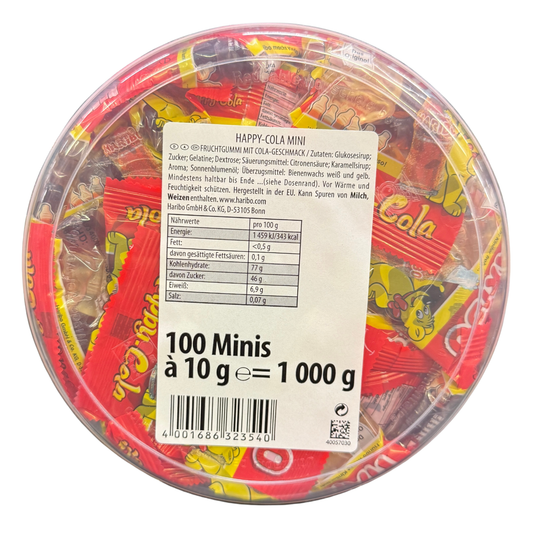 HAPPY-COLA MINI
FRUCHTGUMMI MIT COLA-GESCHMACK / Zutaten: Glukosesirup;
Zucker; Gelatine; Dextrose; Säuerungsmittel: Citronensäure; Karamellsirup;
Aroma; Sonnenblumenöl; Überzugsmittel: Bienenwachs weiß und gelb.
Mindestens haltbar bis Ende ...(siehe Dosenrand). Vor Wärme und
Feuchtigkeit schützen. Hergestellt in der EU. Kann Spuren von Milch,
Weizen enthalten. www.haribo.com
Haribo GmbH & Co. KG, D-53105 Bonn
Nährwerte pro 100 g
Energie: 1 459 kJ/343 kcal
Fett: <0,5 g
davon gesättigte Fettsäuren: 0,1 g
Kohlenhydrate: 77 g
davon Zucker: 46 g
Eiweiß: 6,9 g
Salz: 0,07 g
100 Minis
à 10 g ℮= 1 000 g
4 001686 323540
40057030
Cola
Happy-Cola